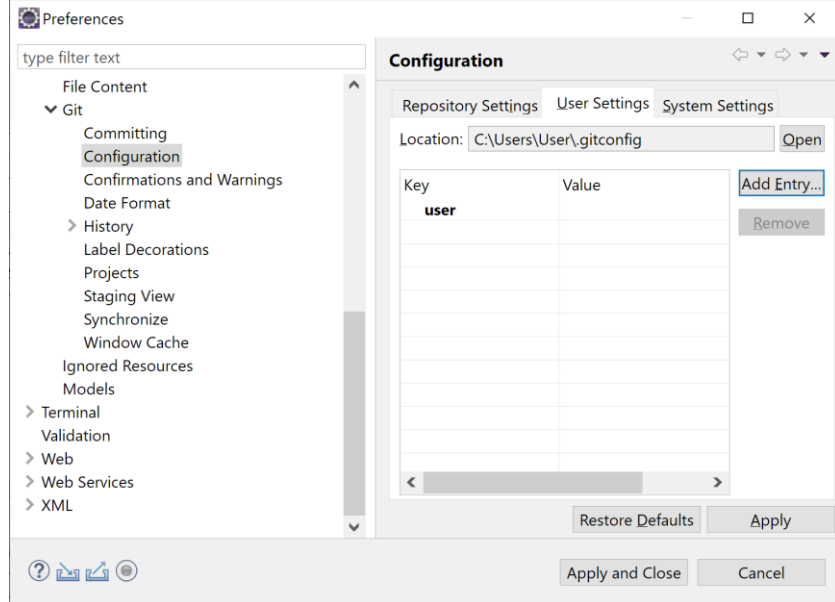 Preferences
type filter text
File Content
Git
Committing
Configuration
Confirmations and Warnings
Date Format
History
Label Decorations
Projects
Staging View
Synchronize
Window Cache
Ignored Resources
Models
Terminal
Validation
Web
Web Services
XML
Configuration
Repository Settings User Settings System Settings
Location: C:\Users\User\.gitconfig Open
Key Value Add Entry...
user
Remove
Restore Defaults Apply
Apply and Close Cancel